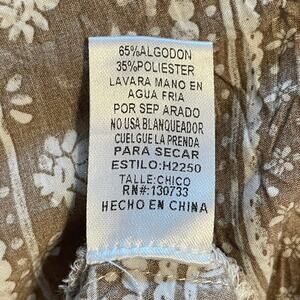 65%ALGODON
35%POLIESTER
LAVARA MANO EN
AGUA FRIA
POR SEP ARADO
NO USA BLANQUEADOR
CUELGUE LA PRENDA
PARA SECAR
ESTILO:H2250
TALLE:CHICO
RN#:130733
HECHO EN CHINA